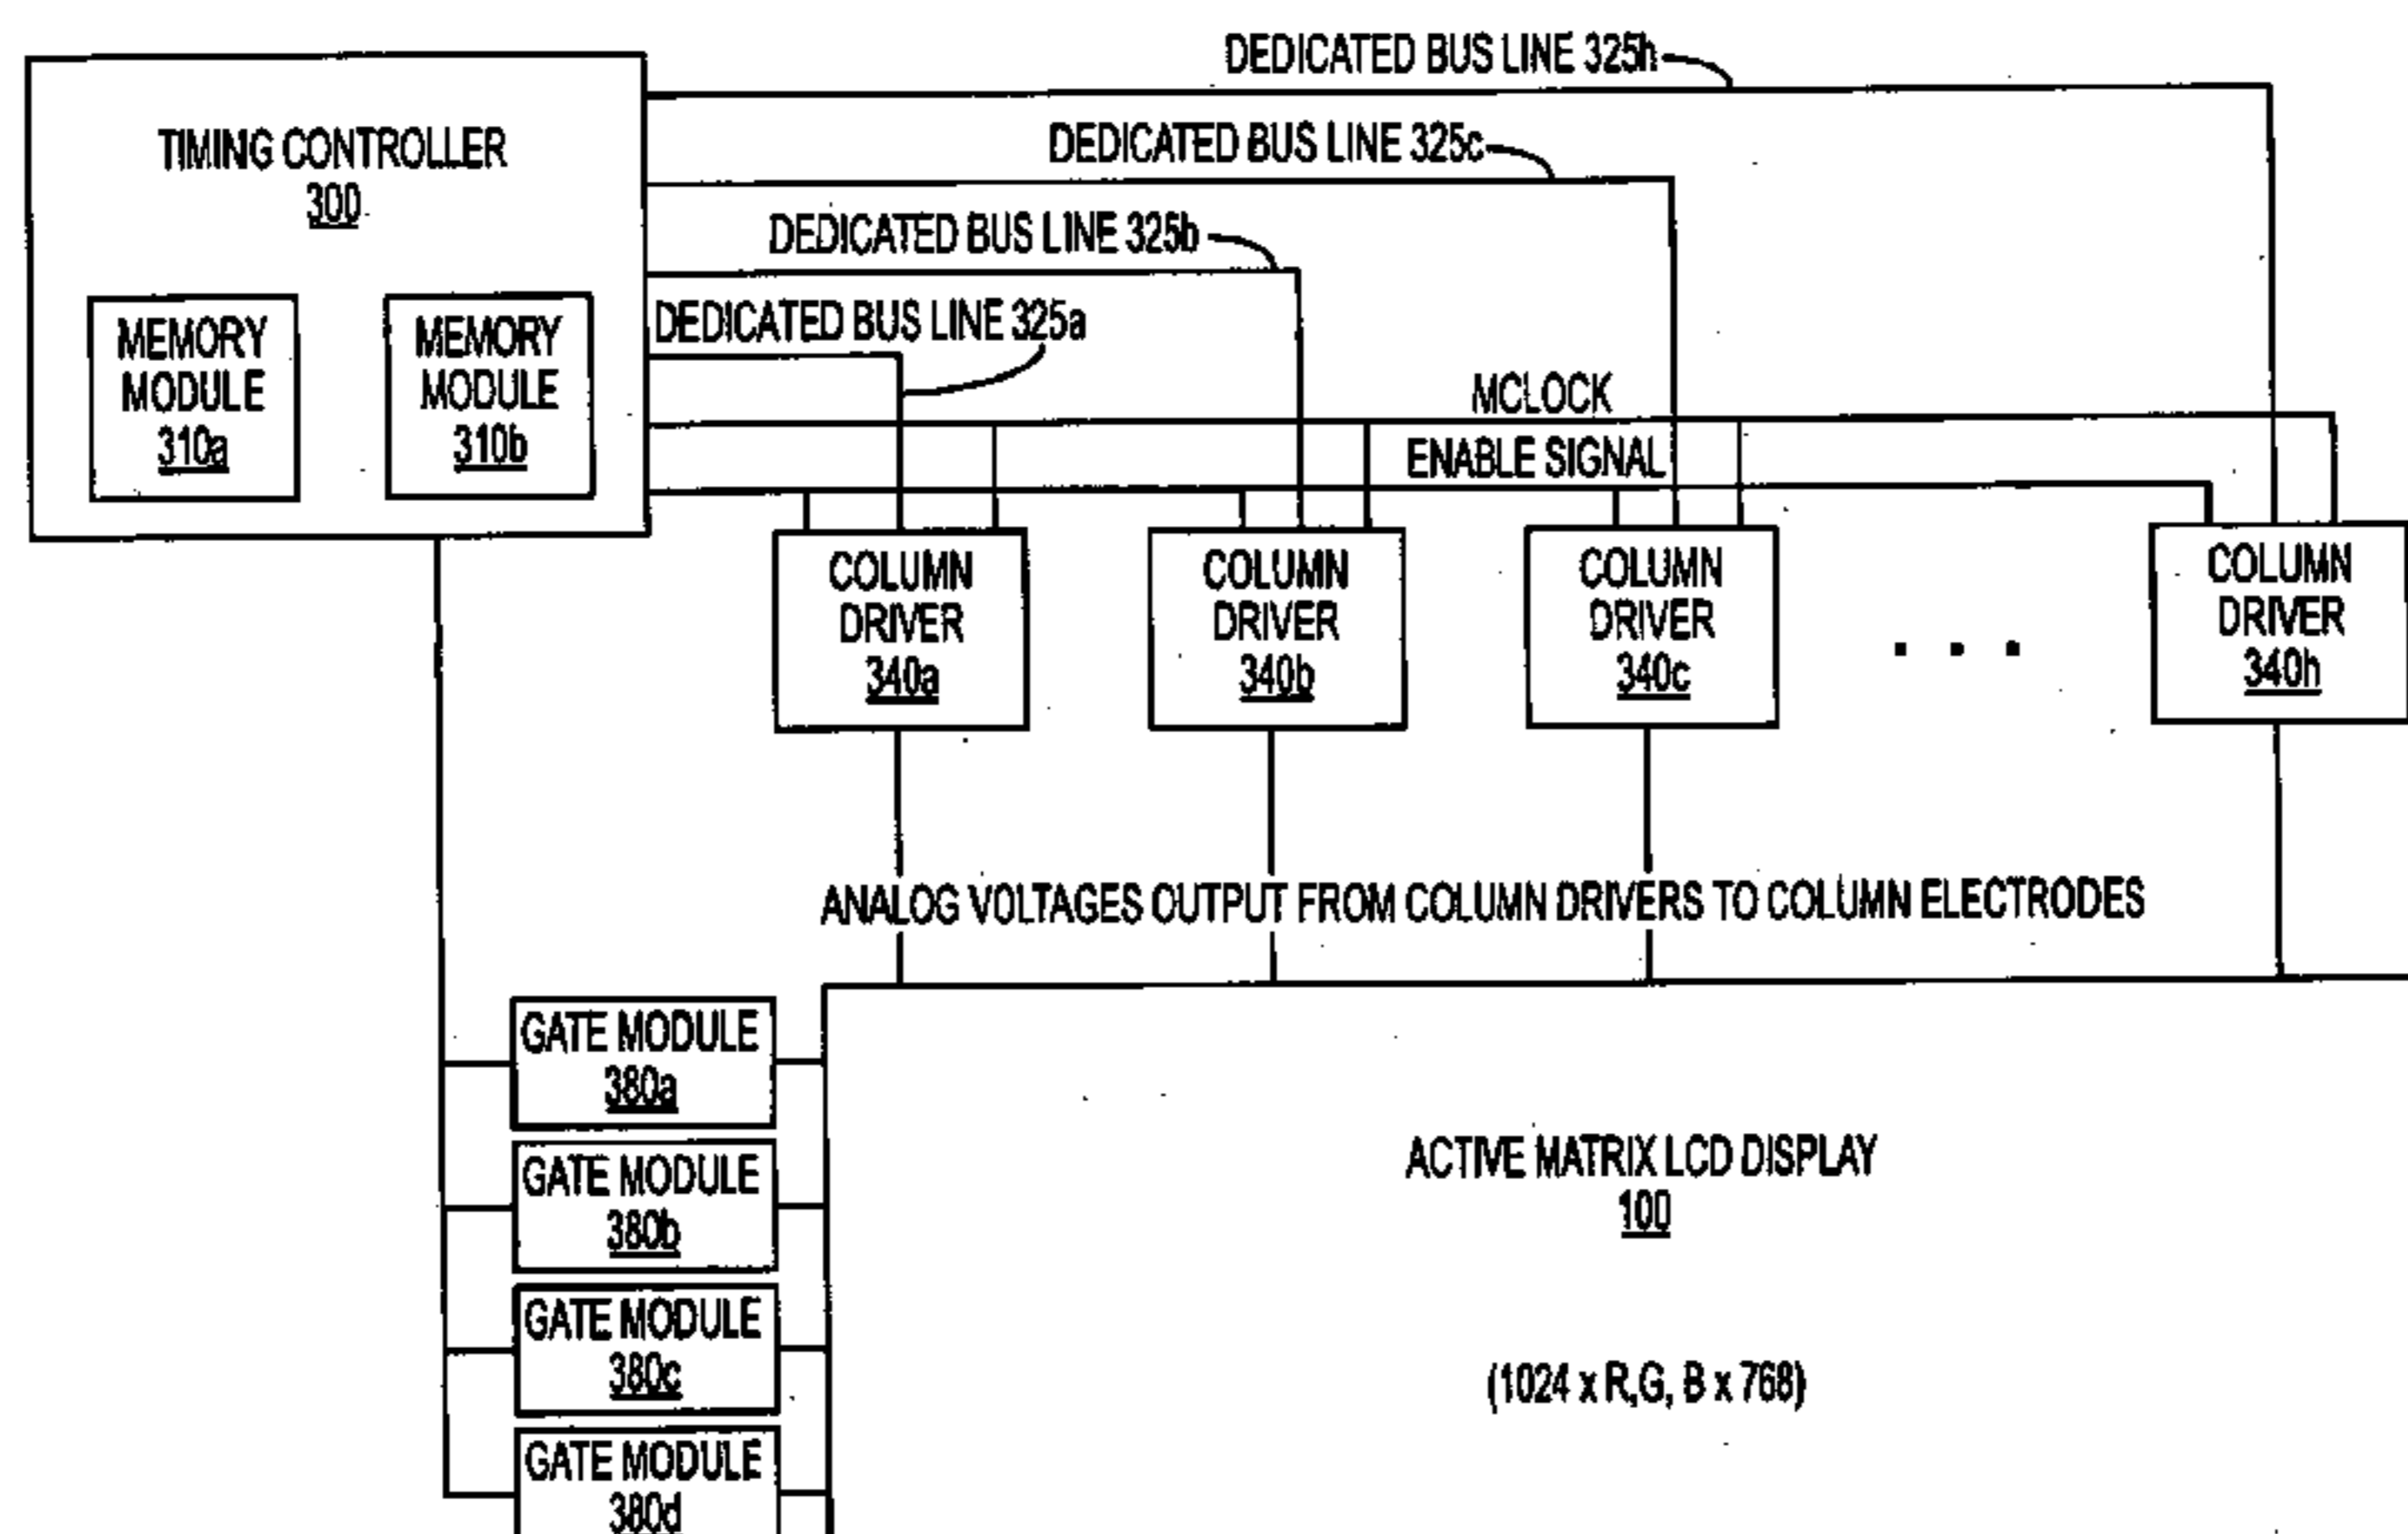 DEDICATED BUS LINE 325h
TIMING CONTROLLER
300
DEDICATED BUS LINE 325c
DEDICATED BUS LINE 325b
DEDICATED BUS LINE 325a
MEMORY
MODULE
310a
MEMORY
MODULE
310b
MCLOCK
ENABLE SIGNAL
COLUMN
DRIVER
340a
COLUMN
DRIVER
340b
COLUMN
DRIVER
340c
. . .
COLUMN
DRIVER
340h
ANALOG VOLTAGES OUTPUT FROM COLUMN DRIVERS TO COLUMN ELECTRODES
GATE MODULE
380a
GATE MODULE
380b
GATE MODULE
380c
GATE MODULE
380d
ACTIVE MATRIX LCD DISPLAY
100
(1024 x R,G, B x 768)